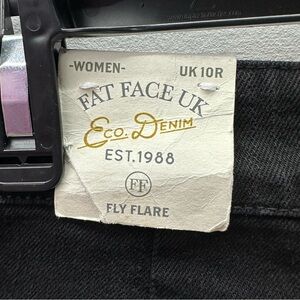 -WOMEN- UK 10R
FAT FACE UK
Eco. Denim
EST.1988
FF
FLY FLARE